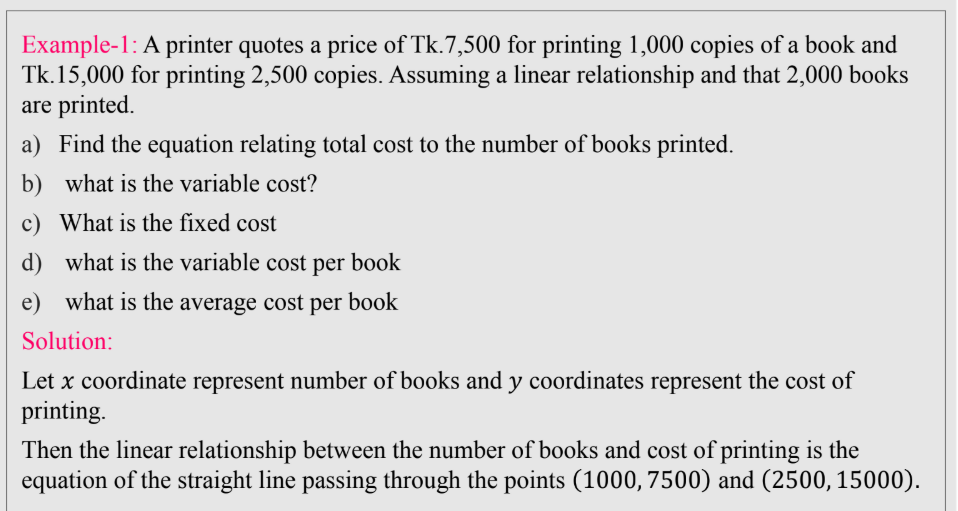 Example-1: A printer quotes a price of Tk.7,500 for printing 1,000 copies of a book and
Tk.15,000 for printing 2,500 copies. Assuming a linear relationship and that 2,000 books
are printed.
a) Find the equation relating total cost to the number of books printed.
b) what is the variable cost?
c) What is the fixed cost
d) what is the variable cost per book
e) what is the average cost per book
Solution:
Let 𝑥 coordinate represent number of books and 𝑦 coordinates represent the cost of
printing.
Then the linear relationship between the number of books and cost of printing is the
equation of the straight line passing through the points (1000, 7500) and (2500, 15000).